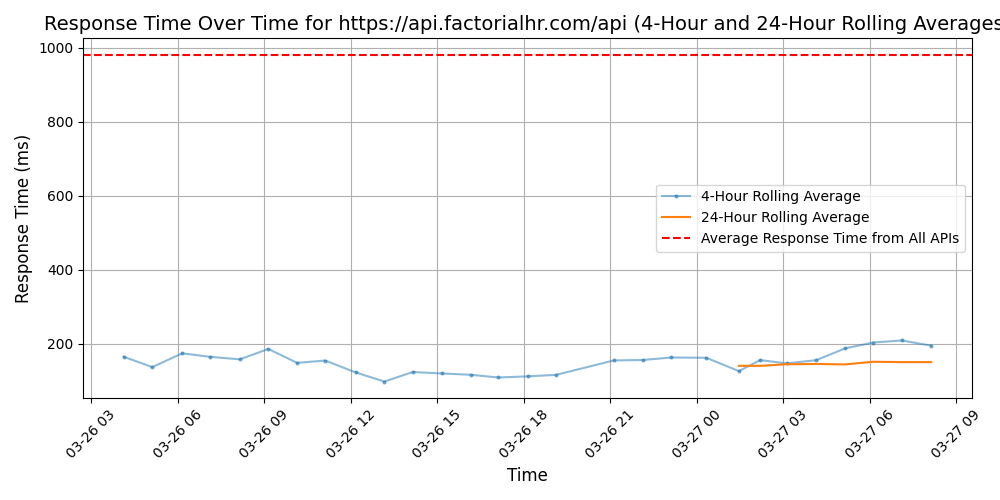 Response Time Over Time for https://api.factorialhr.com/api (4-Hour and 24-Hour Rolling Averages
Response Time (ms)
1000
800
600
400
200
4-Hour Rolling Average
24-Hour Rolling Average
Average Response Time from All APIs
03-26 03
03-26 06
03-26 09
03-26 12
03-26 15
03-26 18
03-26 21
03-27 00
03-27 03
03-27 06
03-27 09
Time